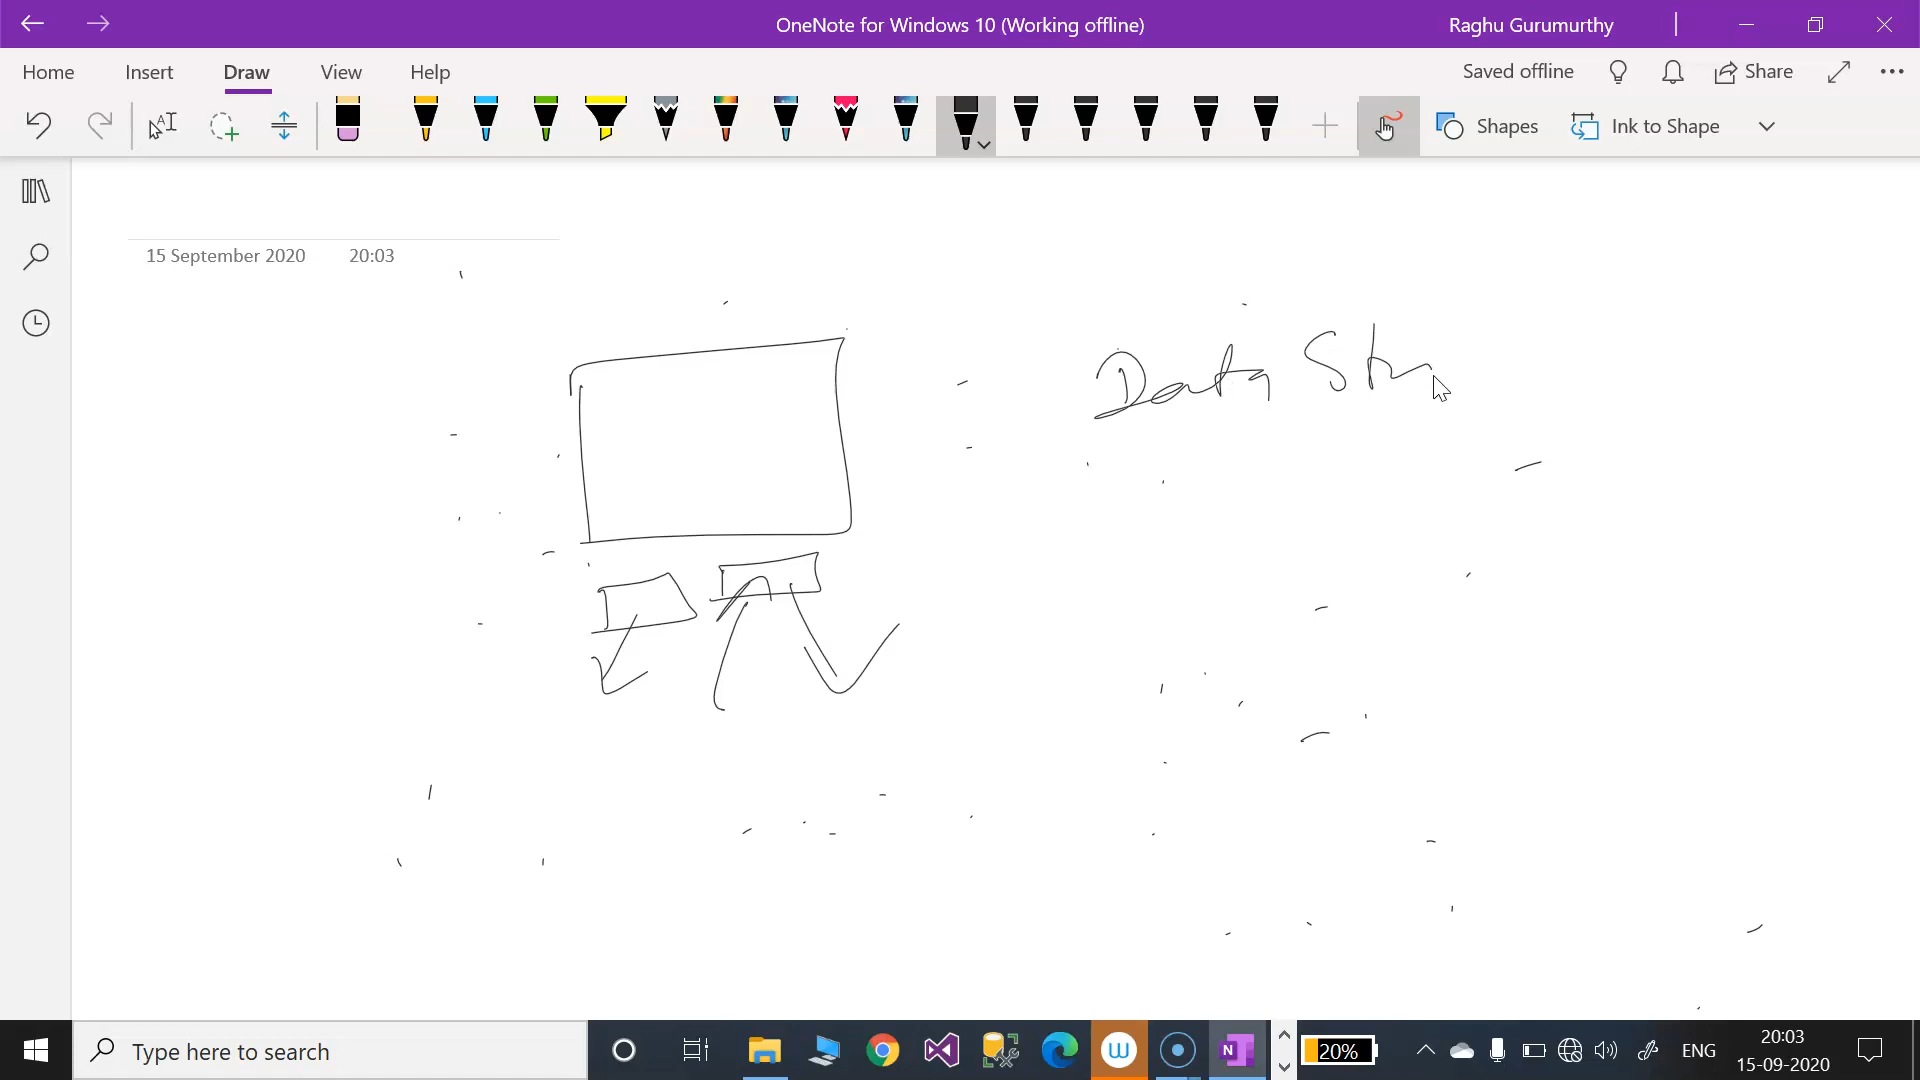 OneNote for Windows 10 (Working offline)
Raghu Gurumurthy
Home Insert Draw View Help
Saved offline
Share
Shapes
Ink to Shape
15 September 2020 20:03
Data
Type here to search
20%
ENG
20:03
15-09-2020